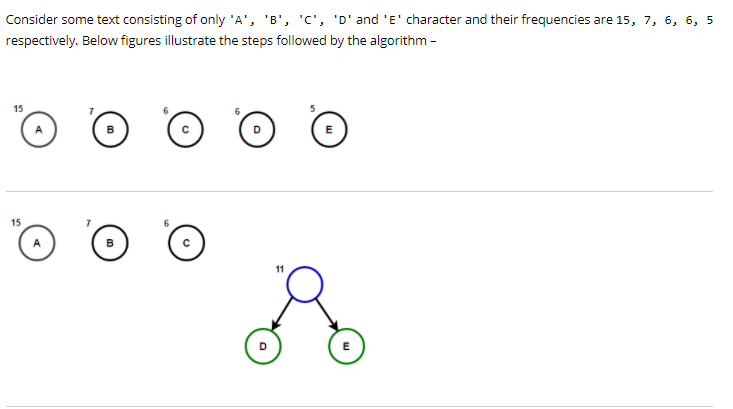 Consider some text consisting of only 'A', 'B', 'C', 'D' and 'E' character and their frequencies are 15, 7, 6, 6, 5
respectively. Below figures illustrate the steps followed by the algorithm –
15 7 6 6 5
A B C D E
15 7 6
A B C
11
D E